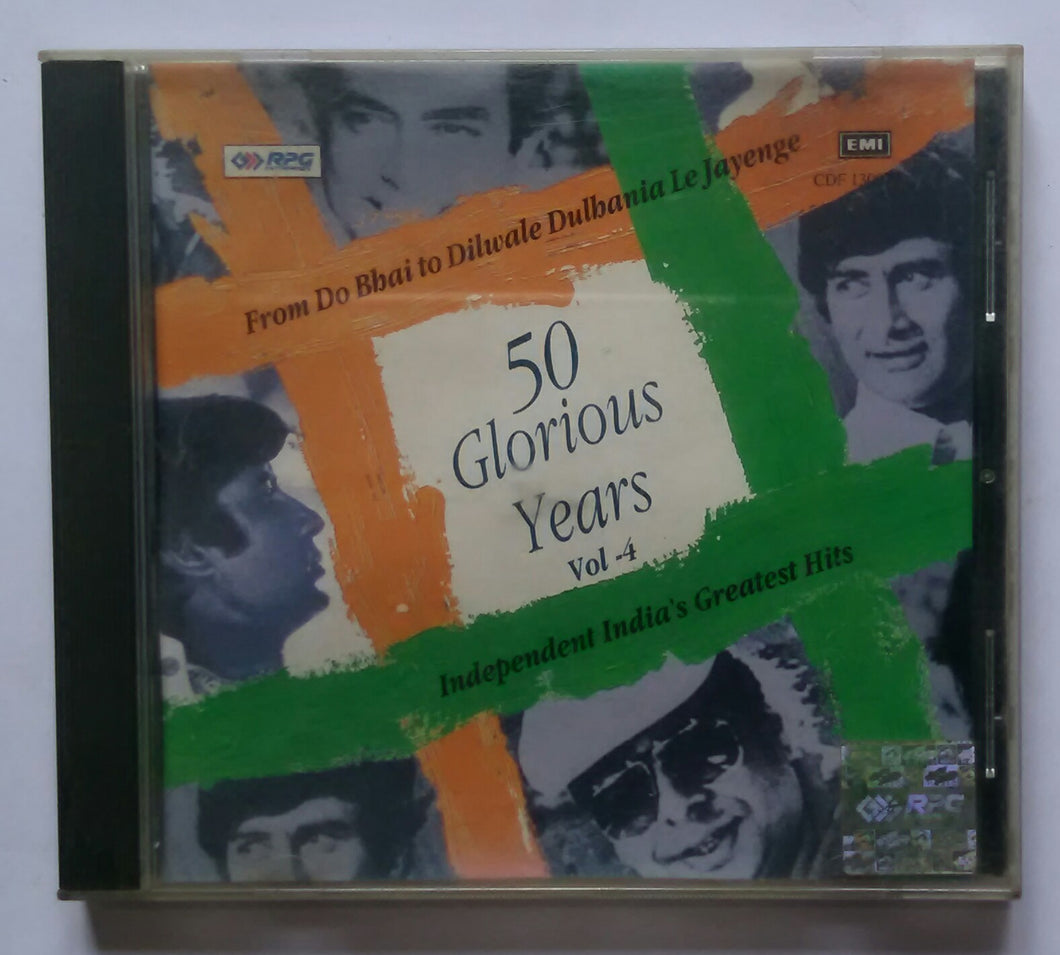 RPG
EMI
From Do Bhai to Dilwale Dulhania Le Jayenge
50
Glorious
Years
Vol -4
Independent India's Greatest Hits
RPG